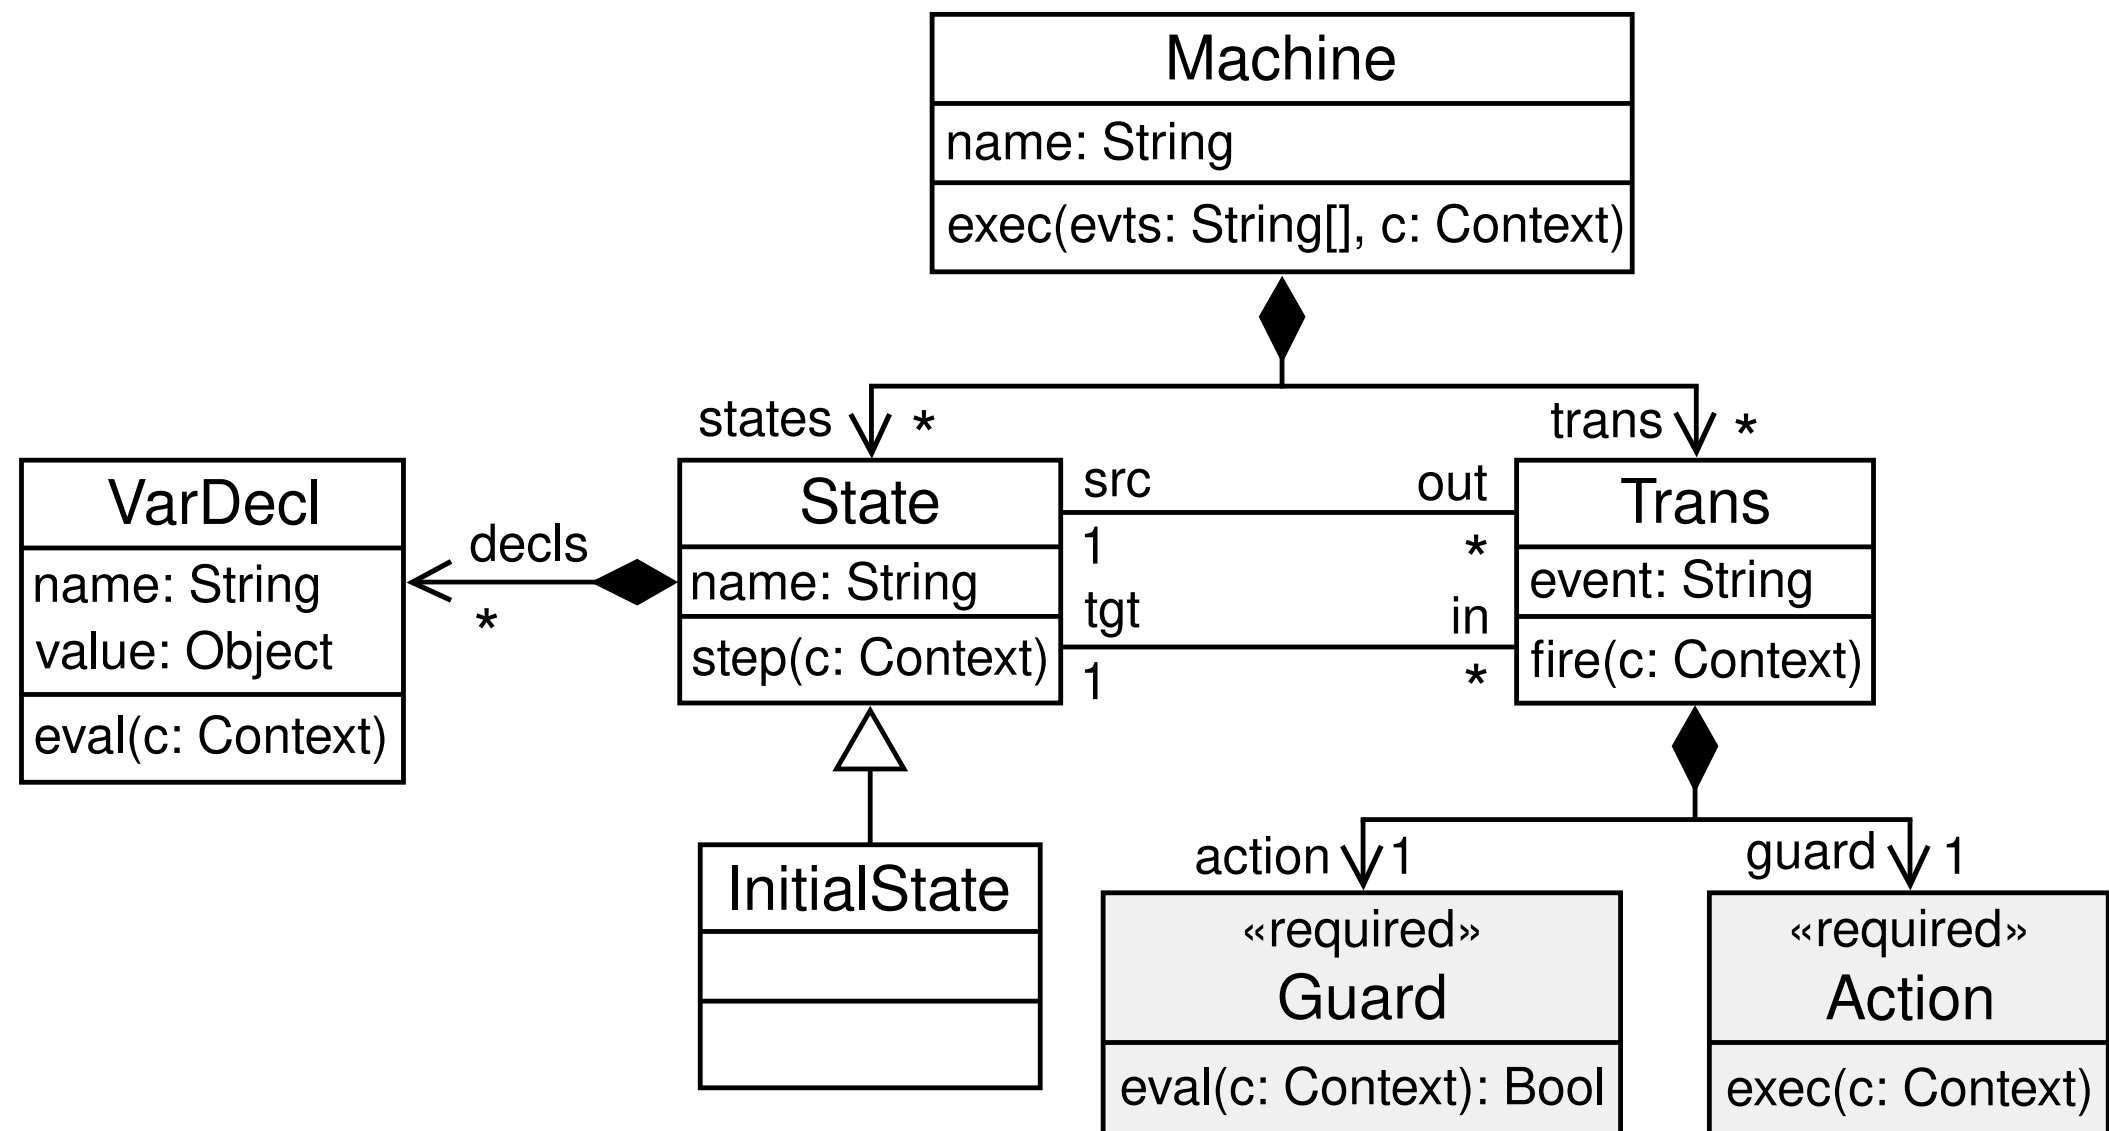 Machine
name: String
exec(evts: String[], c: Context)
states
*
trans
*
VarDecl
name: String
value: Object
eval(c: Context)
decls
*
State
name: String
step(c: Context)
src
1
out
*
tgt
1
in
*
Trans
event: String
fire(c: Context)
InitialState
action
1
guard
1
«required»
Guard
eval(c: Context): Bool
«required»
Action
exec(c: Context)